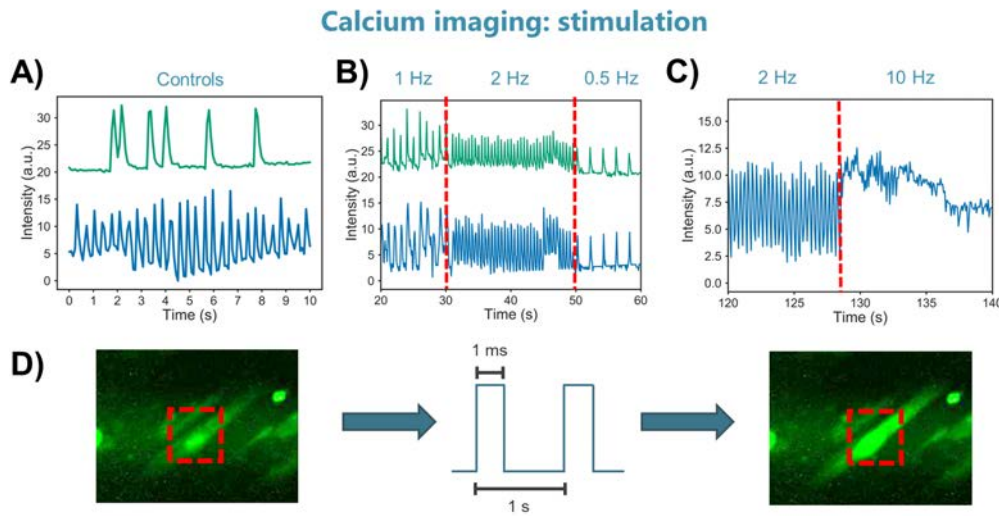 Calcium imaging: stimulation
A)
Controls
Intensity (a.u.)
30
25
20
15
10
5
0
0 1 2 3 4 5 6 7 8 9 10
Time (s)
B)
1 Hz 2 Hz 0.5 Hz
Intensity (a.u.)
30
25
20
15
10
5
0
20 30 40 50 60
Time (s)
C)
2 Hz 10 Hz
Intensity (a.u.)
15.0
12.5
10.0
7.5
5.0
2.5
0.0
120 125 130 135 140
Time (s)
D)
1 ms
1 s